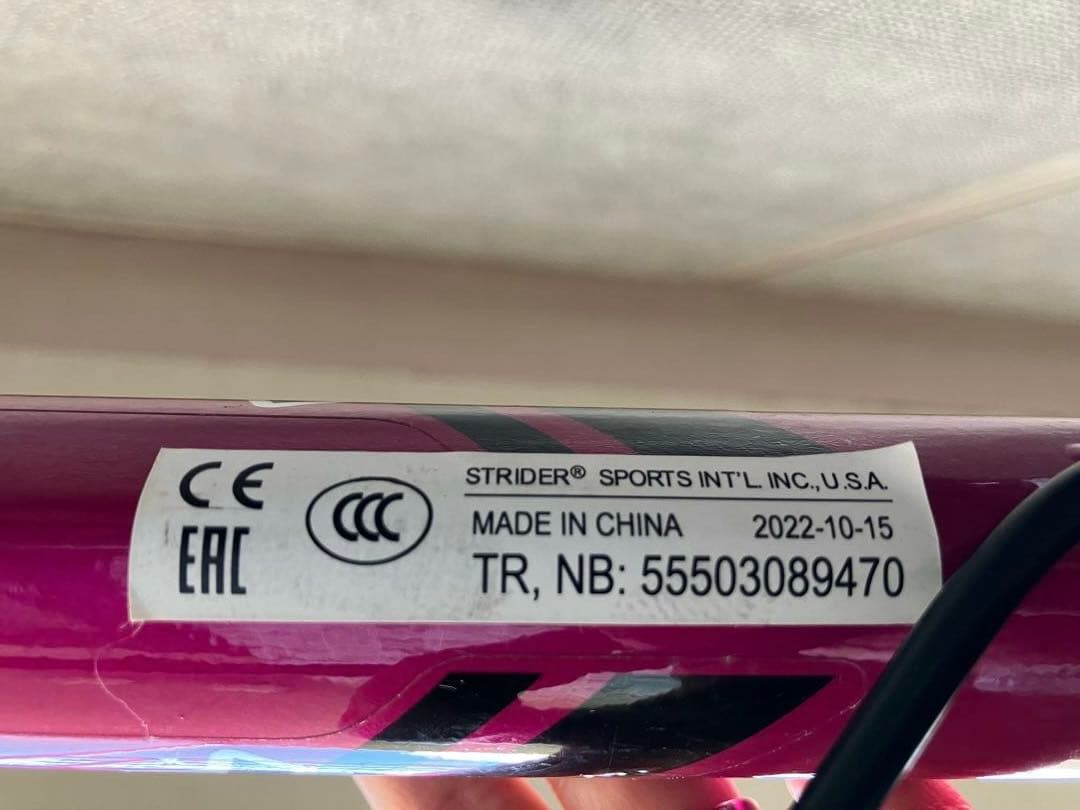 CE
EAC
CCC
STRIDER® SPORTS INT'L. INC., U.S.A.
MADE IN CHINA 2022-10-15
TR, NB: 55503089470